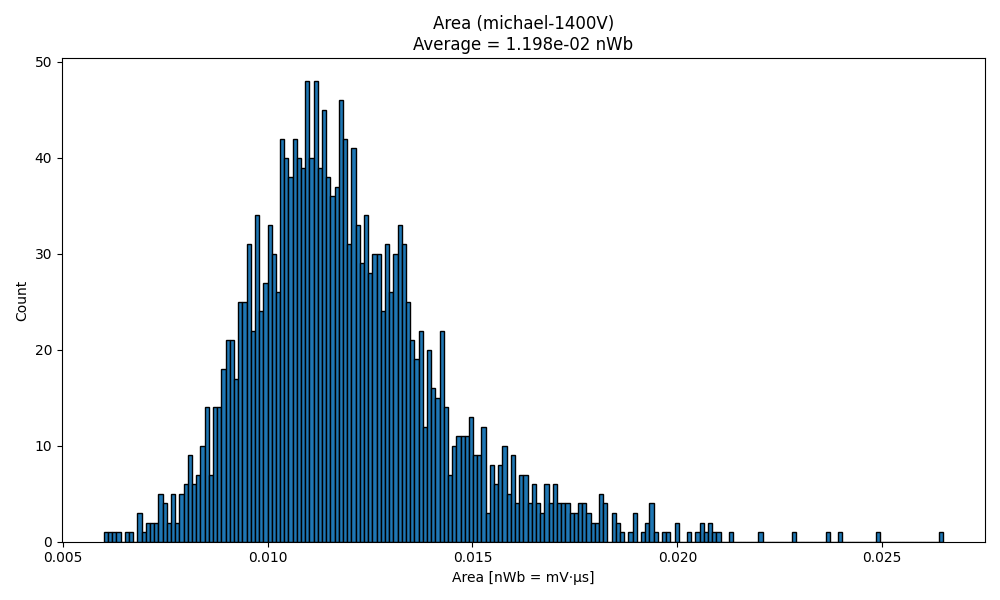 Area (michael-1400V)
Average = 1.198e-02 nWb
50
40
30
20
10
0
Count
0.005 0.010 0.015 0.020 0.025
Area [nWb = mV·μs]